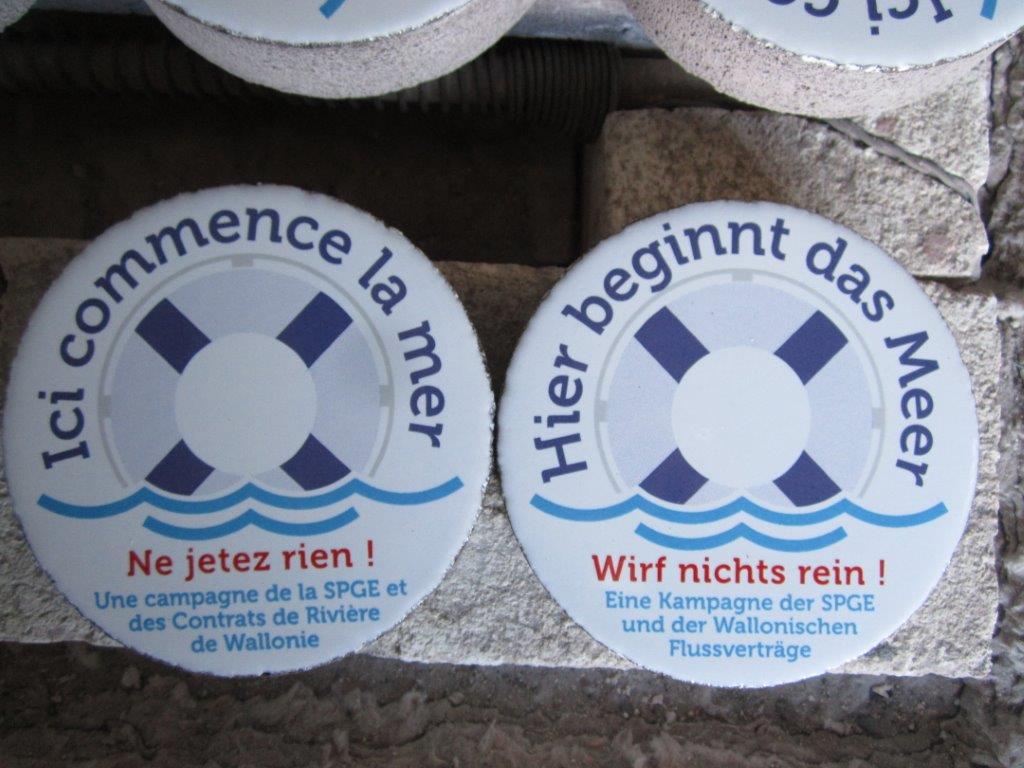 Ici commence la mer
Ne jetez rien !
Une campagne de la SPGE et
des Contrats de Rivière
de Wallonie
Hier beginnt das Meer
Wirf nichts rein !
Eine Kampagne der SPGE
und der Wallonischen
Flussverträge
Ici